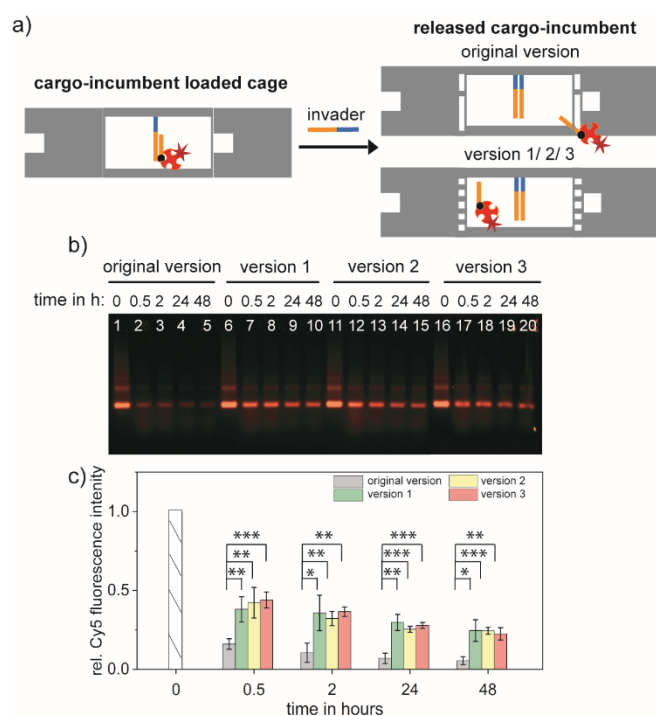 a)
released cargo-incumbent
original version
cargo-incumbent loaded cage
invader
version 1/ 2/ 3
b)
original version version 1 version 2 version 3
time in h: 0 0.5 2 24 48 0 0.5 2 24 48 0 0.5 2 24 48 0 0.5 2 24 48
1 2 3 4 5 6 7 8 9 10 11 12 13 14 15 16 17 18 19 20
c)
original version version 2
version 1 version 3
rel. Cy5 fluorescence intensity
1.0
0.5
0.0
*** ** *** **
** ** *** ***
** * ** *
0 0.5 2 24 48
time in hours